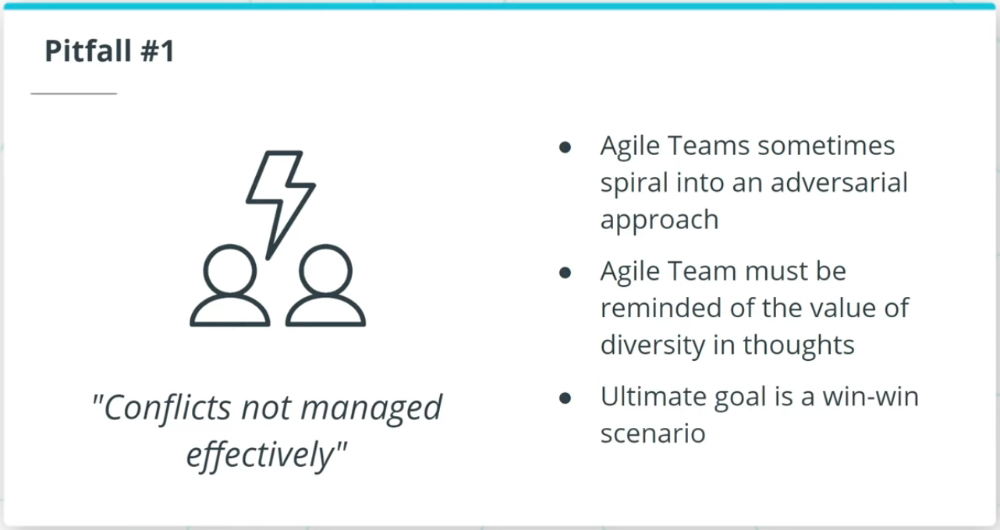 Pitfall #1
"Conflicts not managed
effectively"
● Agile Teams sometimes
spiral into an adversarial
approach
● Agile Team must be
reminded of the value of
diversity in thoughts
● Ultimate goal is a win-win
scenario